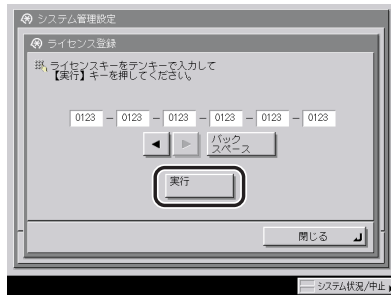 システム管理設定
ライセンス登録
ライセンスキーをテンキーで入力して
【実行】キーを押してください。
0123 – 0123 – 0123 – 0123 – 0123 – 0123
◀ ▶ バック
スペース
実行
閉じる
システム状況/中止